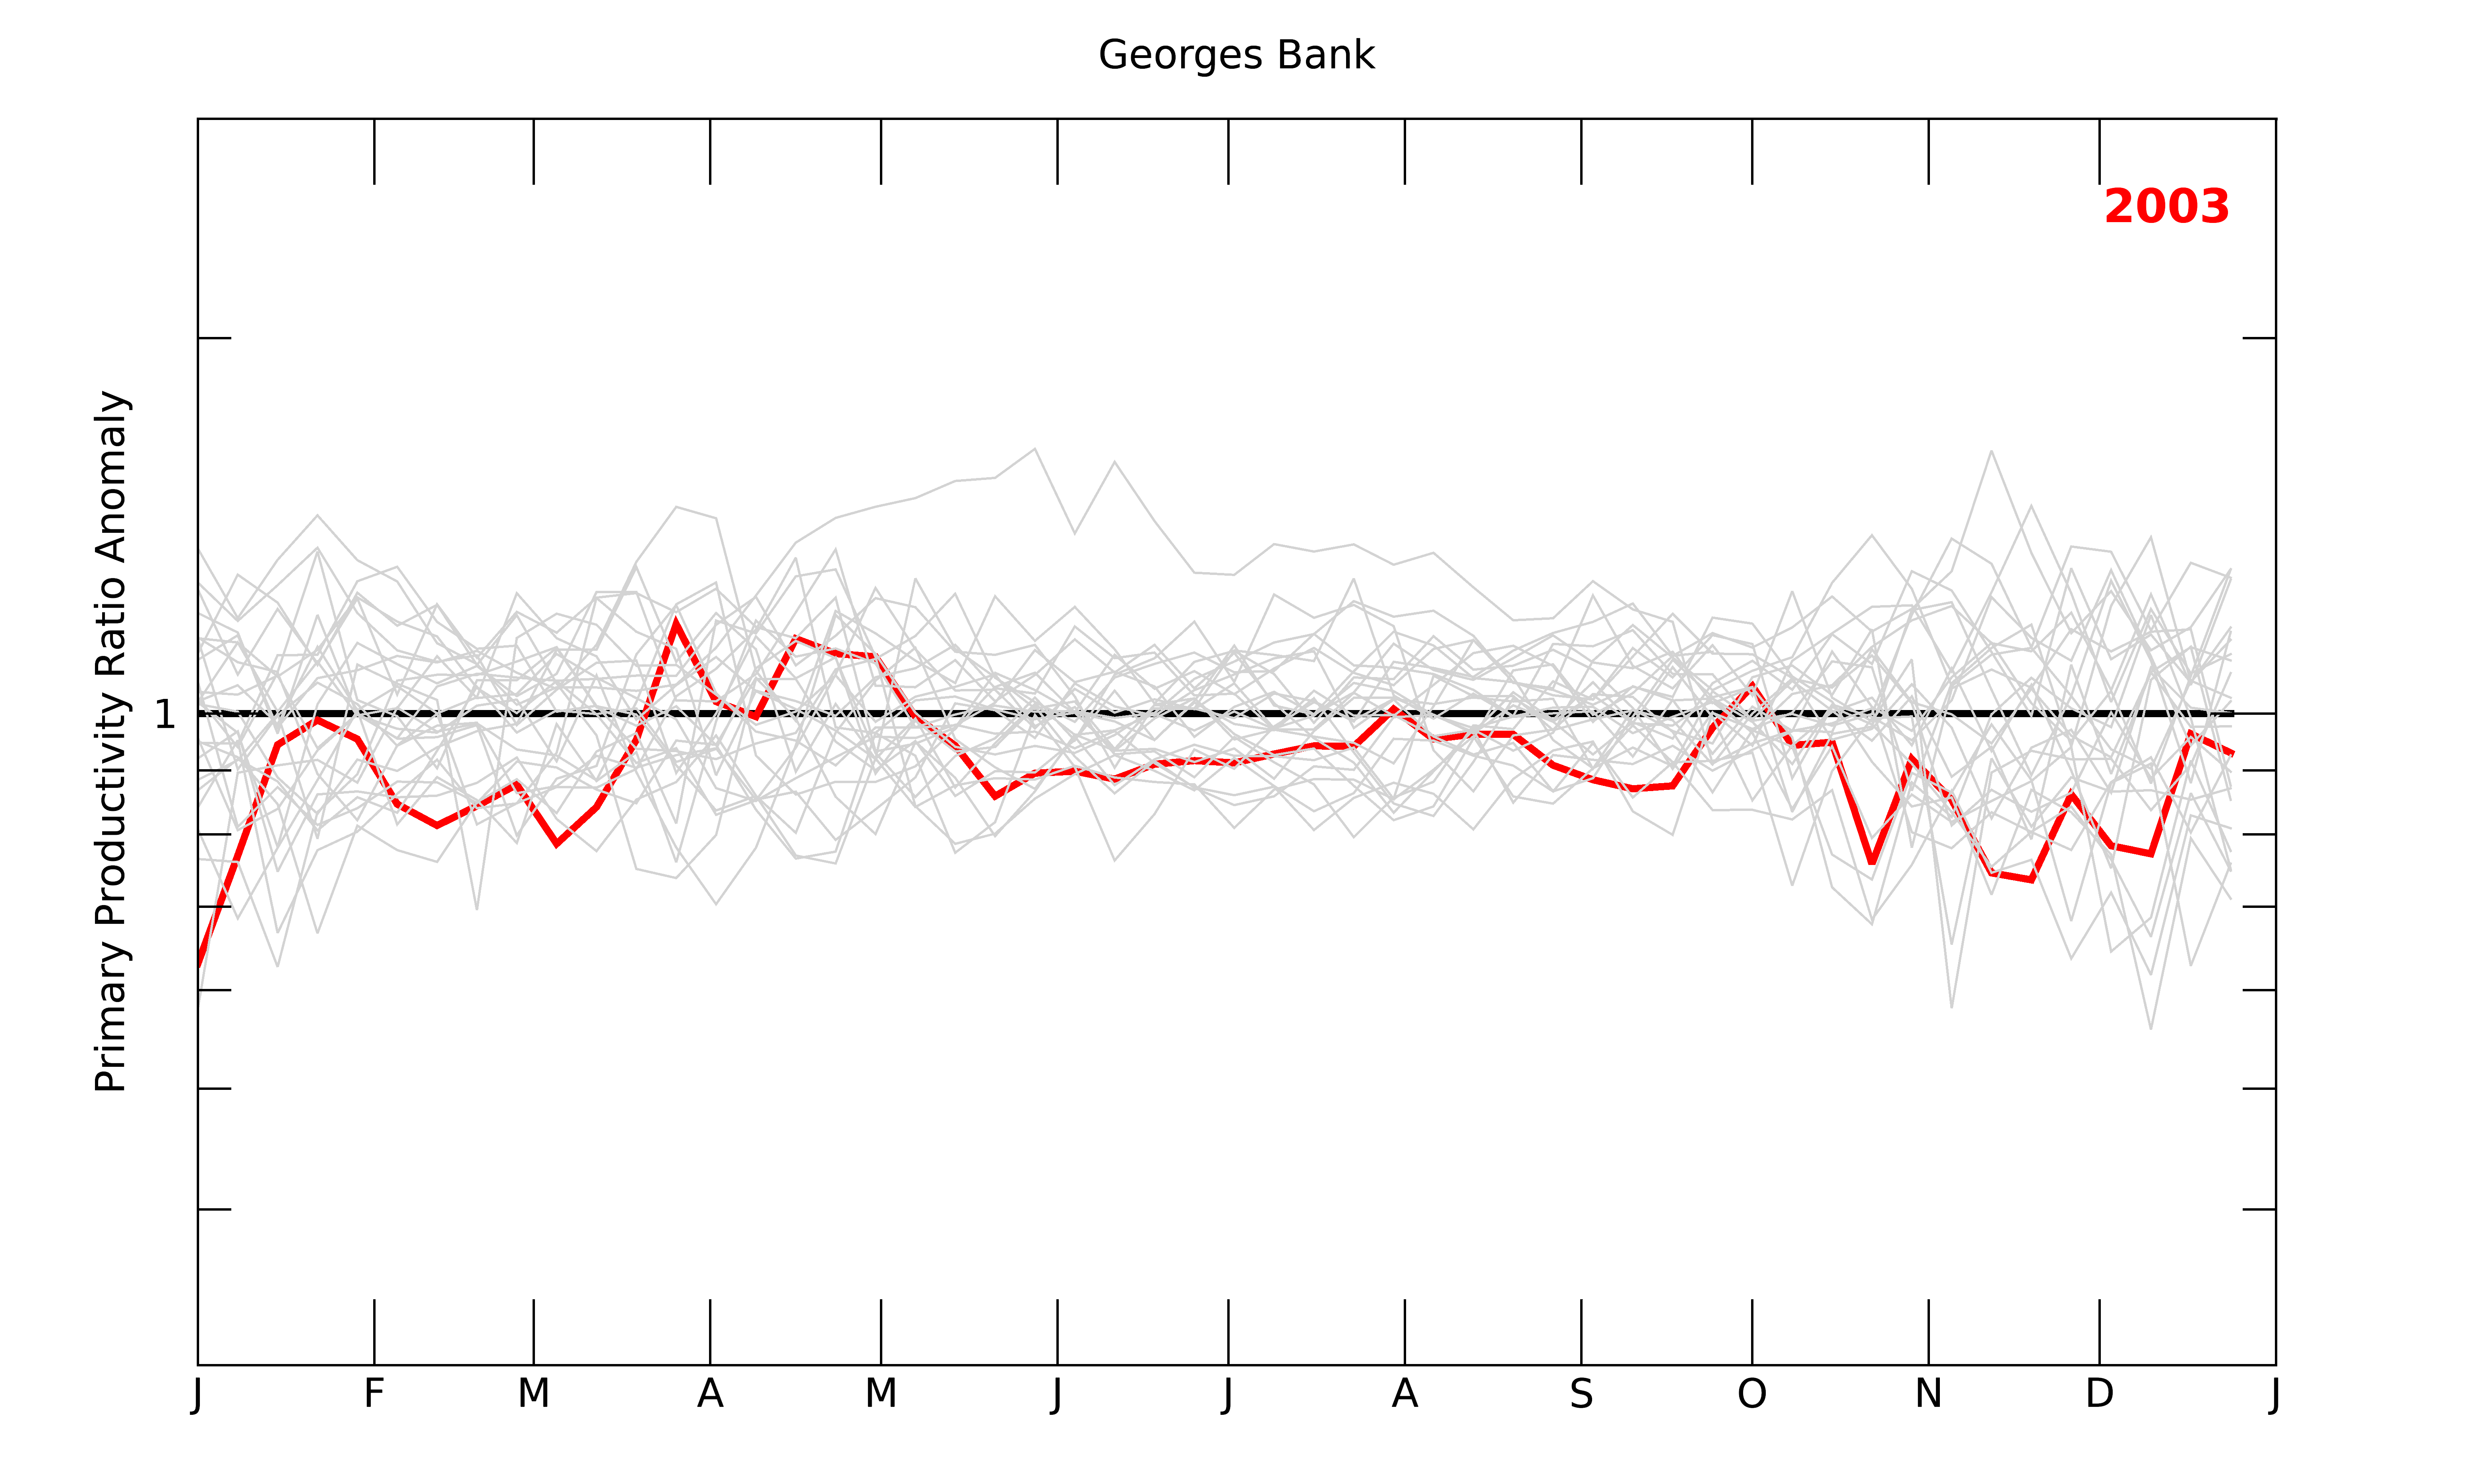 Georges Bank
2003
Primary Productivity Ratio Anomaly
1
J F M A M J J A S O N D J